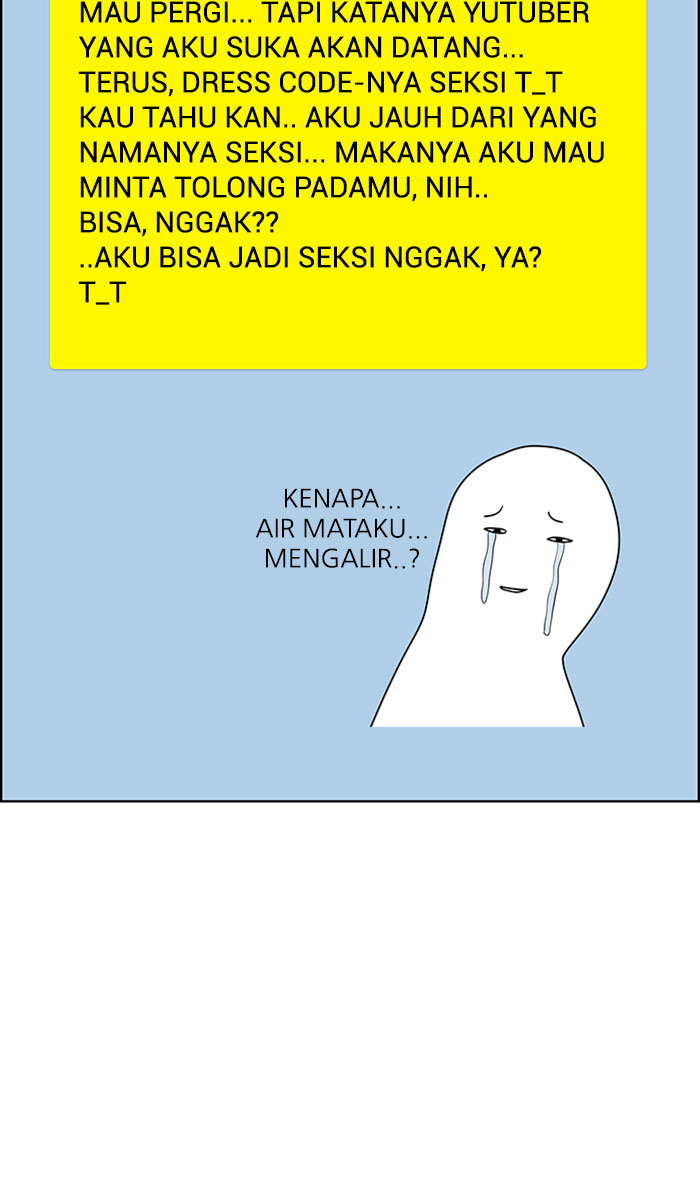 MAU PERGI... TAPI KATANYA YUTUBER
YANG AKU SUKA AKAN DATANG...
TERUS, DRESS CODE-NYA SEKSI T_T
KAU TAHU KAN.. AKU JAUH DARI YANG
NAMANYA SEKSI... MAKANYA AKU MAU
MINTA TOLONG PADAMU, NIH..
BISA, NGGAK??
..AKU BISA JADI SEKSI NGGAK, YA?
T_T
KENAPA...
AIR MATAKU...
MENGALIR..?